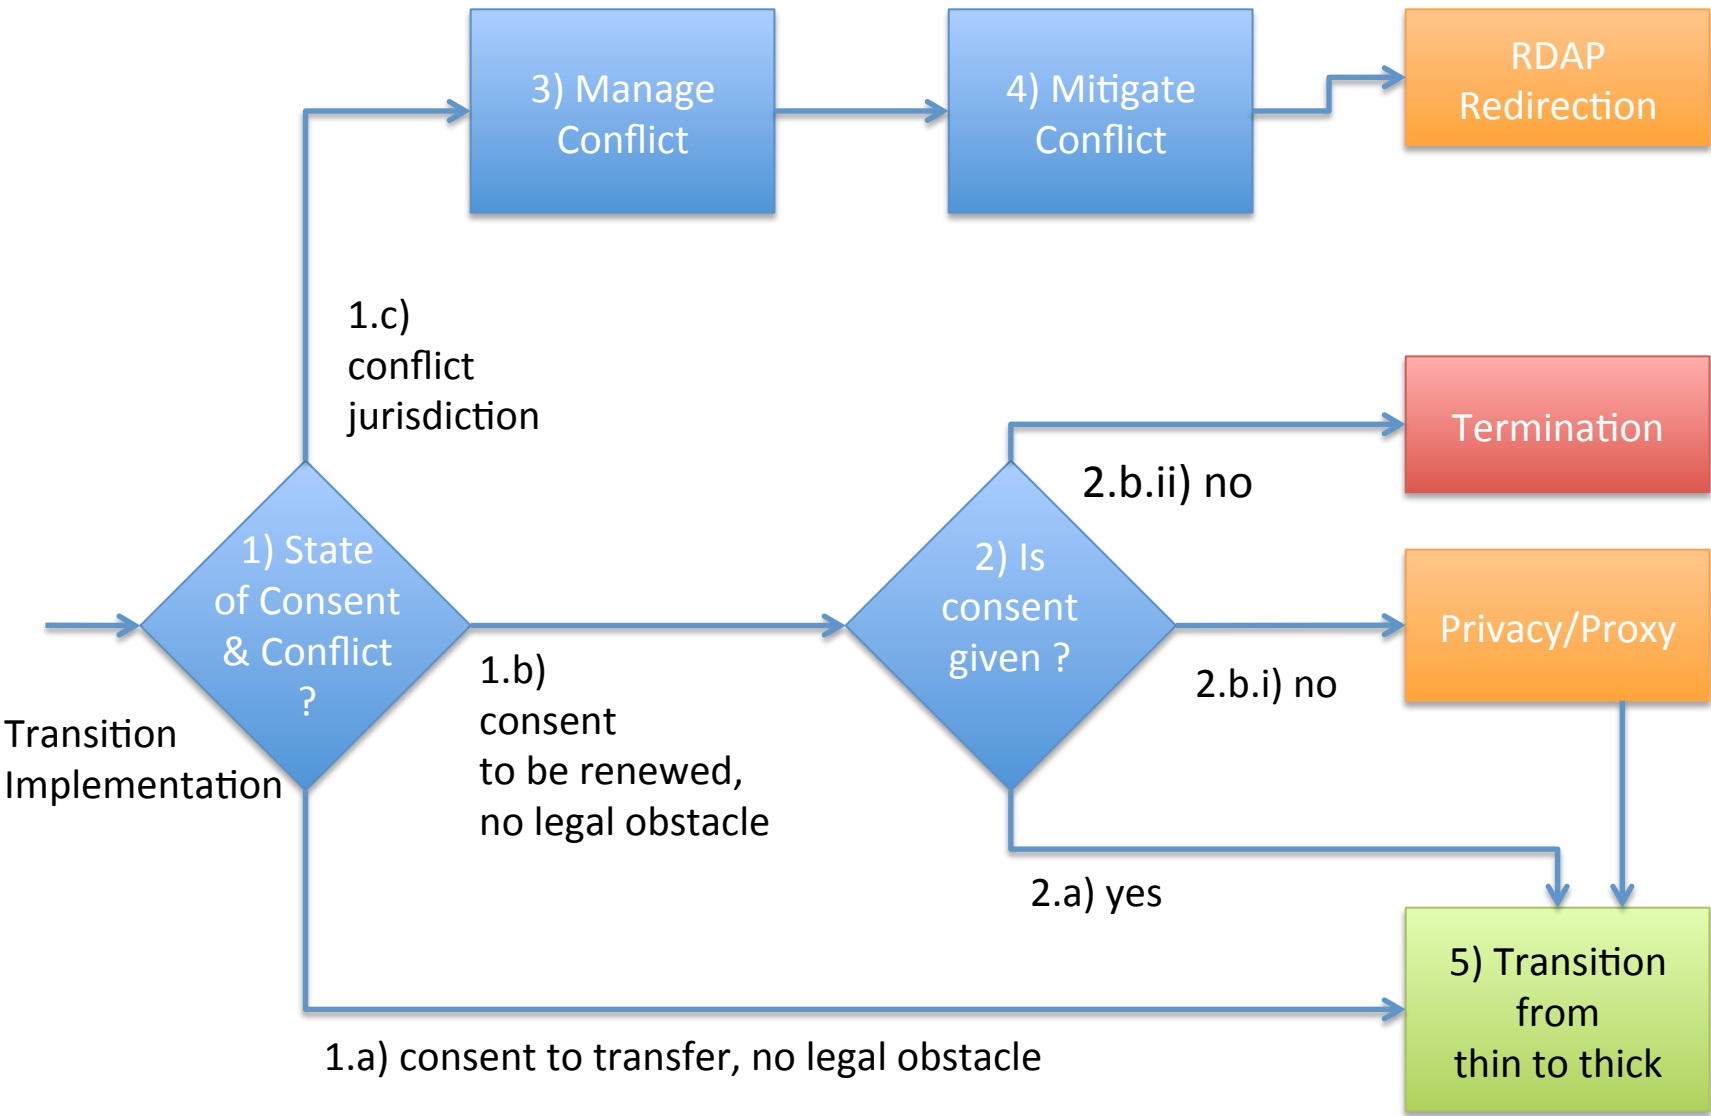 3) Manage
Conflict
4) Mitigate
Conflict
RDAP
Redirection
1.c)
conflict
jurisdiction
Termination
2.b.ii) no
1) State
of Consent
& Conflict
?
2) Is
consent
given ?
Privacy/Proxy
1.b)
consent
to be renewed,
no legal obstacle
2.b.i) no
Transition
Implementation
2.a) yes
5) Transition
from
thin to thick
1.a) consent to transfer, no legal obstacle